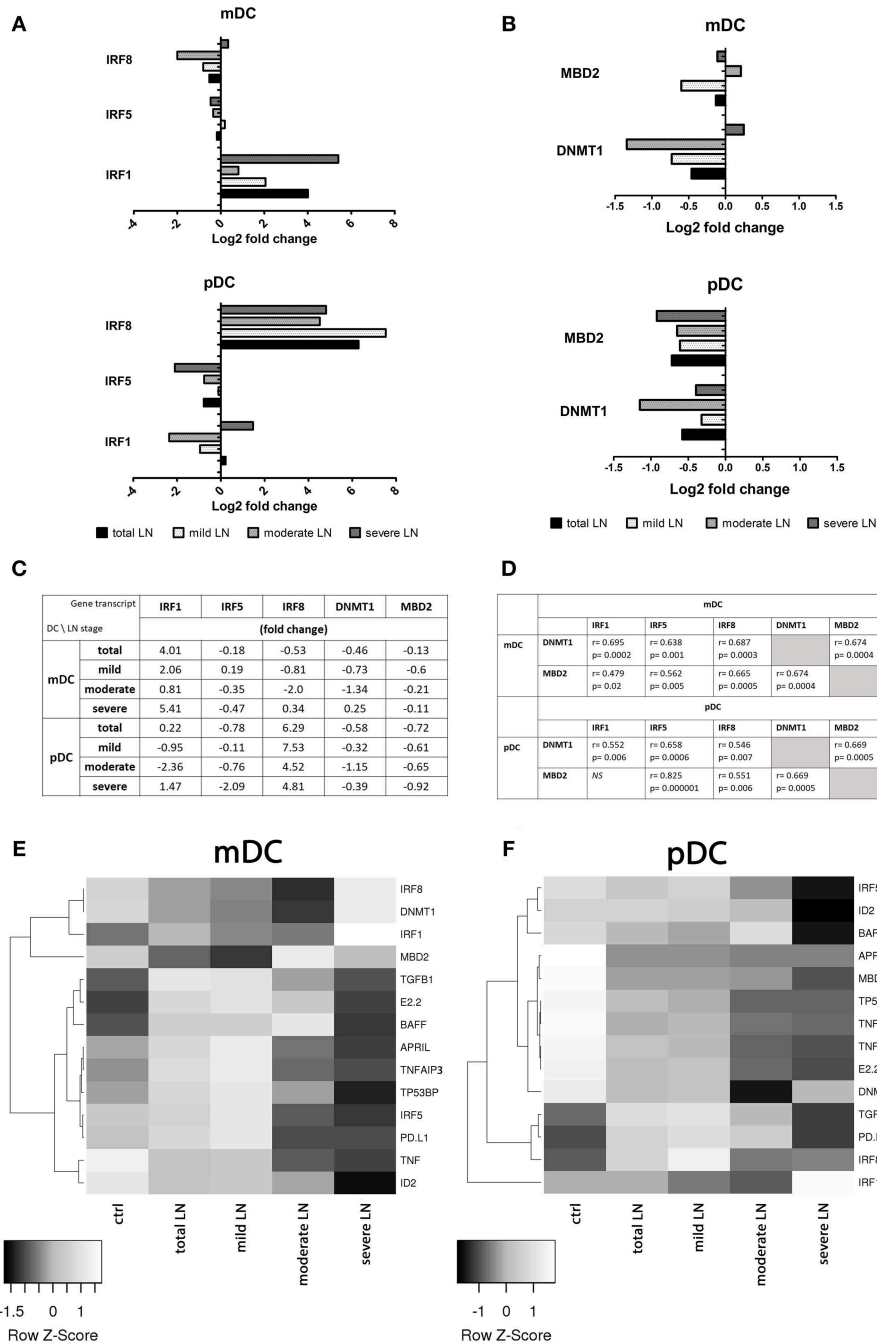 A
mDC
IRF8
IRF5
IRF1
-4 -2 0 2 4 6 8
Log2 fold change
pDC
IRF8
IRF5
IRF1
-4 -2 0 2 4 6 8
Log2 fold change
total LN mild LN moderate LN severe LN
B
mDC
MBD2
DNMT1
-1.5 -1.0 -0.5 0.0 0.5 1.0 1.5
Log2 fold change
pDC
MBD2
DNMT1
-1.5 -1.0 -0.5 0.0 0.5 1.0 1.5
Log2 fold change
total LN mild LN moderate LN severe LN
C
Gene transcript IRF1 IRF5 IRF8 DNMT1 MBD2
DC \ LN stage (fold change)
mDC
total 4.01 -0.18 -0.53 -0.46 -0.13
mild 2.06 0.19 -0.81 -0.73 -0.6
moderate 0.81 -0.35 -2.0 -1.34 -0.21
severe 5.41 -0.47 0.34 0.25 -0.11
pDC
total 0.22 -0.78 6.29 -0.58 -0.72
mild -0.95 -0.11 7.53 -0.32 -0.61
moderate -2.36 -0.76 4.52 -1.15 -0.65
severe 1.47 -2.09 4.81 -0.39 -0.92
D
mDC
IRF1 IRF5 IRF8 DNMT1 MBD2
mDC DNMT1 r= 0.695 r= 0.638 r= 0.687 r= 0.674
p= 0.0002 p= 0.001 p= 0.0003 p= 0.0004
MBD2 r= 0.479 r= 0.562 r= 0.665 r= 0.674
p= 0.02 p= 0.005 p= 0.0005 p= 0.0004
pDC
IRF1 IRF5 IRF8 DNMT1 MBD2
pDC DNMT1 r= 0.552 r= 0.658 r= 0.546 r= 0.669
p= 0.006 p= 0.0006 p= 0.007 p= 0.0005
MBD2 NS r= 0.825 r= 0.551 r= 0.669
p= 0.000001 p= 0.006 p= 0.0005
E
mDC
IRF8
DNMT1
IRF1
MBD2
TGFB1
E2.2
BAFF
APRIL
TNFAIP3
TP53BP
IRF5
PD.L1
TNF
ID2
ctrl
total LN
mild LN
moderate LN
severe LN
-1.5 0 1
Row Z-Score
F
pDC
IRF5
ID2
BAF
APR
MBD
TP5
TNF
TNF
E2.2
DNM
TGF
PD.L
IRF8
IRF1
ctrl
total LN
mild LN
moderate LN
severe LN
-1 0 1
Row Z-Score